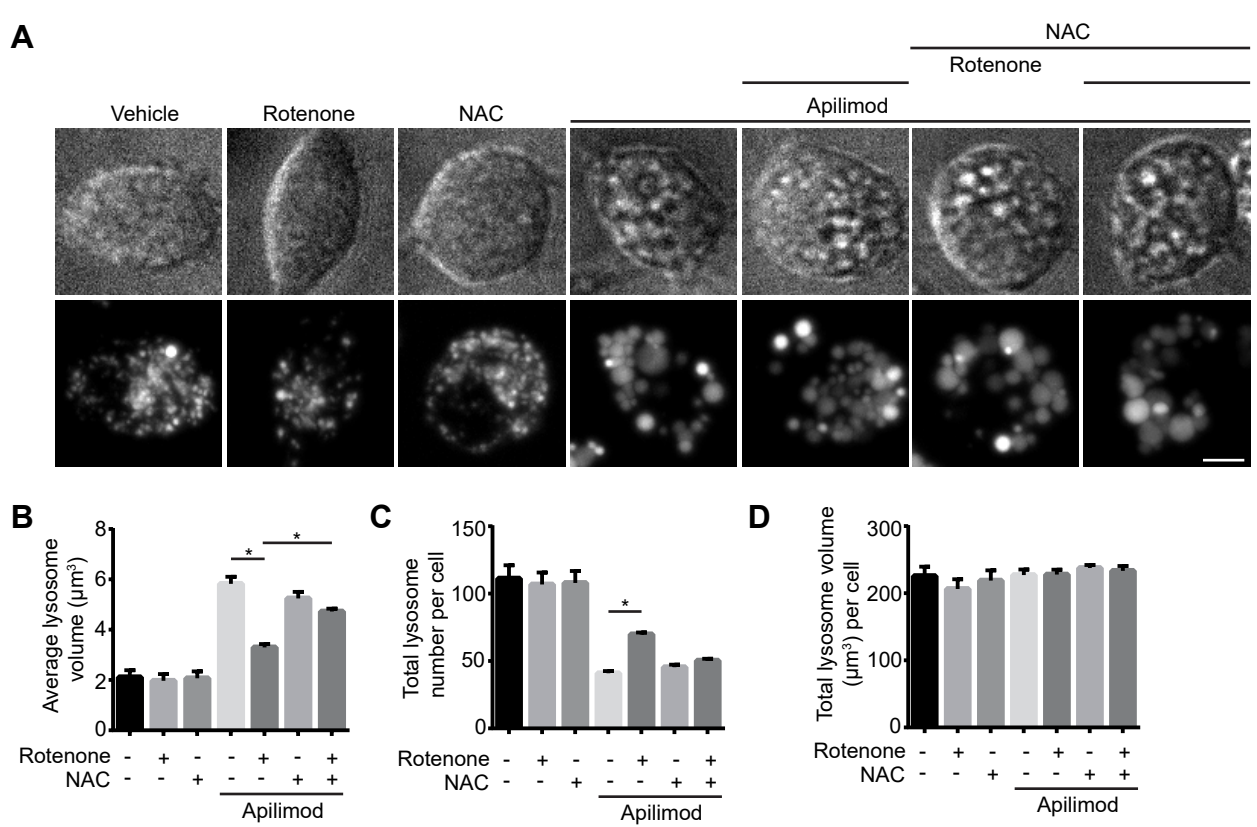 A
NAC
Rotenone
Apilimod
Vehicle
Rotenone
NAC
B
Average lysosome
volume (μm³)
8
6
4
2
0
*
*
Rotenone - + - - + - +
NAC - - + - - + +
Apilimod
C
Total lysosome
number per cell
150
100
50
0
*
Rotenone - + - - + - +
NAC - - + - - + +
Apilimod
D
Total lysosome volume
(μm³) per cell
300
200
100
0
Rotenone - + - - + - +
NAC - - + - - + +
Apilimod